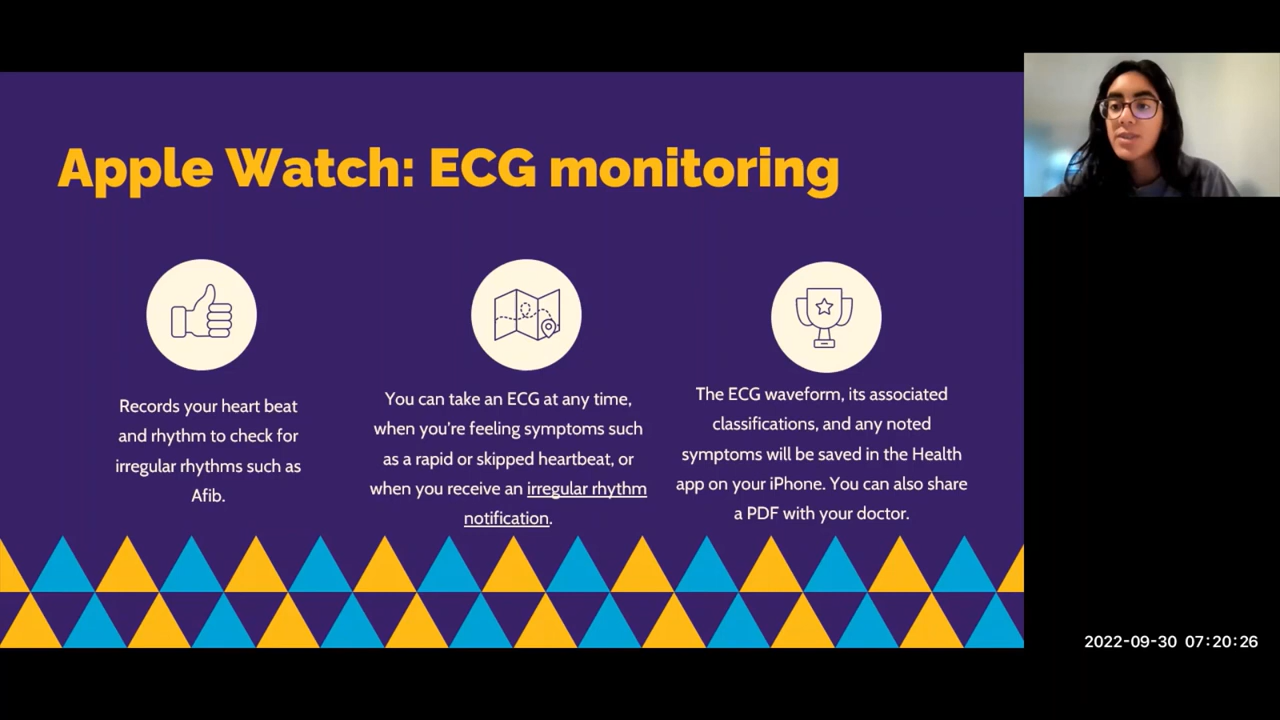 Apple Watch: ECG monitoring
Records your heart beat
and rhythm to check for
irregular rhythms such as
Afib.
You can take an ECG at any time,
when you're feeling symptoms such
as a rapid or skipped heartbeat, or
when you receive an irregular rhythm
notification.
The ECG waveform, its associated
classifications, and any noted
symptoms will be saved in the Health
app on your iPhone. You can also share
a PDF with your doctor.
2022-09-30 07:20:26